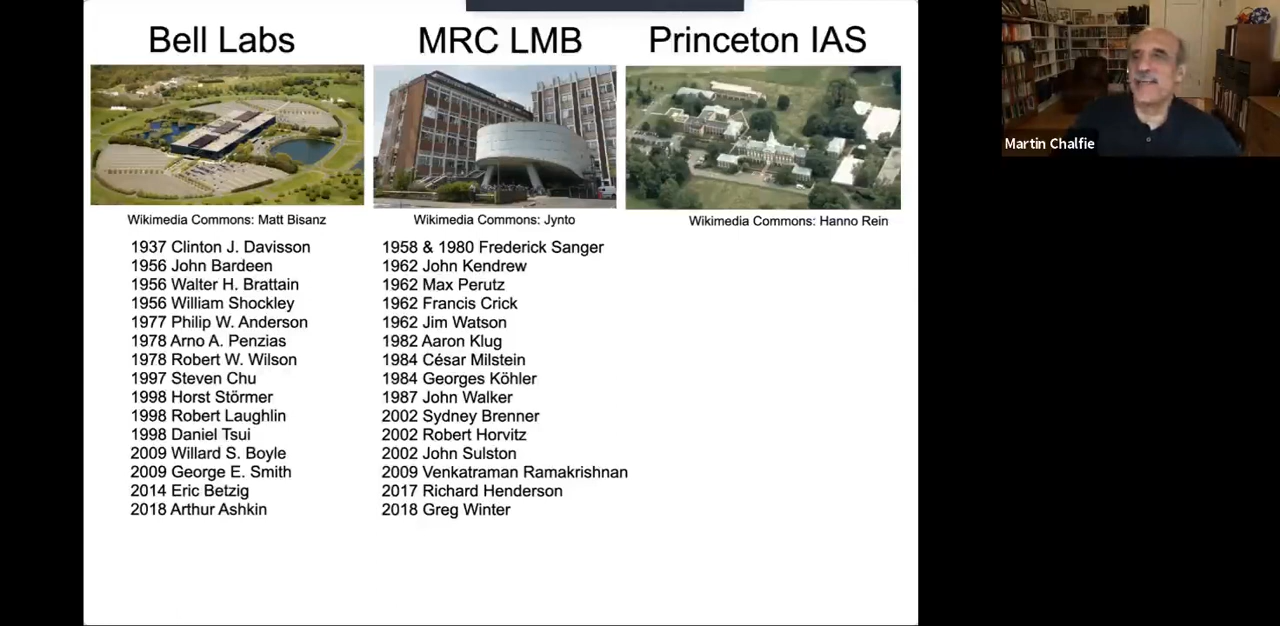 Bell Labs
MRC LMB
Princeton IAS
Wikimedia Commons: Matt Bisanz
Wikimedia Commons: Jynto
Wikimedia Commons: Hanno Rein
1937 Clinton J. Davisson
1956 John Bardeen
1956 Walter H. Brattain
1956 William Shockley
1977 Philip W. Anderson
1978 Arno A. Penzias
1978 Robert W. Wilson
1997 Steven Chu
1998 Horst Störmer
1998 Robert Laughlin
1998 Daniel Tsui
2009 Willard S. Boyle
2009 George E. Smith
2014 Eric Betzig
2018 Arthur Ashkin
1958 & 1980 Frederick Sanger
1962 John Kendrew
1962 Max Perutz
1962 Francis Crick
1962 Jim Watson
1982 Aaron Klug
1984 César Milstein
1984 Georges Köhler
1987 John Walker
2002 Sydney Brenner
2002 Robert Horvitz
2002 John Sulston
2009 Venkatraman Ramakrishnan
2017 Richard Henderson
2018 Greg Winter
Martin Chalfie